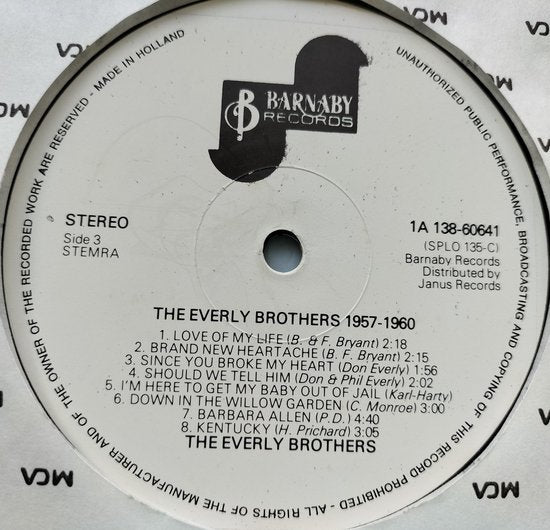 MADE IN HOLLAND
UNAUTHORIZED PUBLIC PERFORMANCE, BROADCASTING AND COPYING OF THIS RECORD PROHIBITED - ALL RIGHTS OF THE MANUFACTURER AND OF THE OWNER OF THE RECORDED WORK ARE RESERVED -
B BARNABY
RECORDS
STEREO
Side 3
STEMRA
1A 138-60641
(SPLO 135-C)
Barnaby Records
Distributed by
Janus Records
THE EVERLY BROTHERS 1957-1960
1. LOVE OF MY LIFE (B. & F. Bryant) 2:18
2. BRAND NEW HEARTACHE (B. F. Bryant) 2:15
3. SINCE YOU BROKE MY HEART (Don Everly) 1:56
4. SHOULD WE TELL HIM (Don & Phil Everly) 2:02
5. I'M HERE TO GET MY BABY OUT OF JAIL (Karl-Harty)
6. DOWN IN THE WILLOW GARDEN (C. Monroe) 3:00
7. BARBARA ALLEN (P.D.) 4:40
8. KENTUCKY (H. Prichard) 3:05
THE EVERLY BROTHERS
MCA
MCA
MCA
MCA
MCA